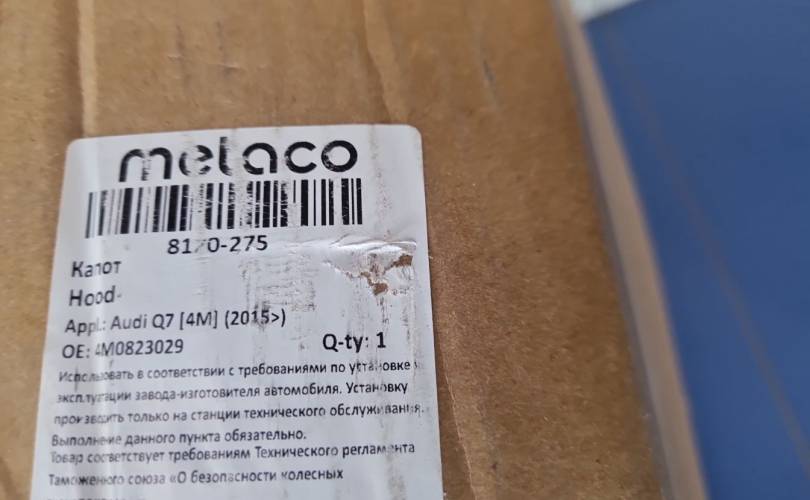 metaco
Капот
Hood
Appl.: Audi Q7 [4M] (2015>)
OE: 4M0823029 Q-ty: 1
Использовать в соответствии с требованиями по установке
эксплуатации завода-изготовителя автомобиля. Установку
производить только на станции технического обслуживания.
Выполнение данного пункта обязательно.
Товар соответствует требованиям Технического регламента
Таможенного союза «О безопасности колесных